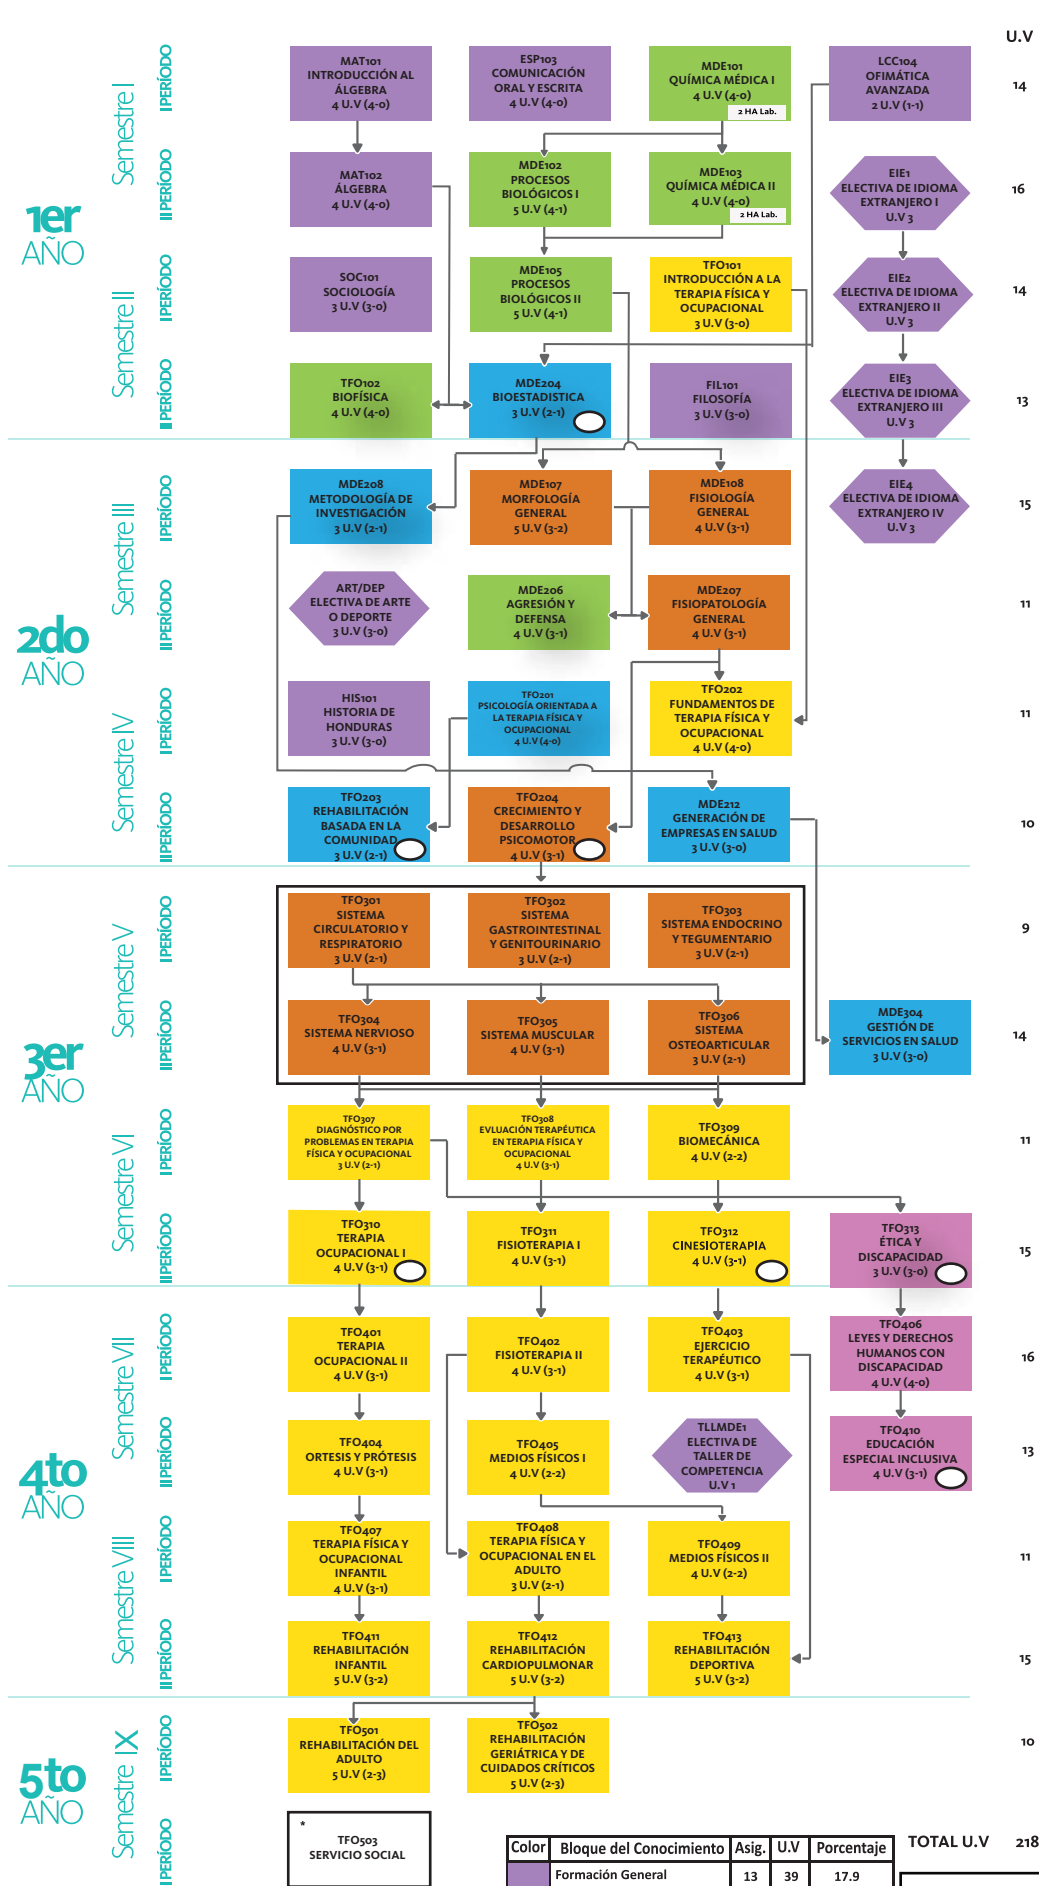 U.V
1er
AÑO
Semestre I
I PERÍODO
MAT101
INTRODUCCIÓN AL
ÁLGEBRA
4 U.V (4-0)
ESP103
COMUNICACIÓN
ORAL Y ESCRITA
4 U.V (4-0)
MDE101
QUÍMICA MÉDICA I
4 U.V (4-0)
2 HA Lab.
LCC104
OFIMÁTICA
AVANZADA
2 U.V (1-1)
14
II PERÍODO
MAT102
ÁLGEBRA
4 U.V (4-0)
MDE102
PROCESOS
BIOLÓGICOS I
5 U.V (4-1)
MDE103
QUÍMICA MÉDICA II
4 U.V (4-0)
2 HA Lab.
EIE1
ELECTIVA DE IDIOMA
EXTRANJERO I
U.V 3
16
Semestre II
I PERÍODO
SOC101
SOCIOLOGÍA
3 U.V (3-0)
MDE105
PROCESOS
BIOLÓGICOS II
5 U.V (4-1)
TFO101
INTRODUCCIÓN A LA
TERAPIA FÍSICA Y
OCUPACIONAL
3 U.V (3-0)
EIE2
ELECTIVA DE IDIOMA
EXTRANJERO II
U.V 3
14
II PERÍODO
TFO102
BIOFÍSICA
4 U.V (4-0)
MDE204
BIOESTADISTICA
3 U.V (2-1)
FIL101
FILOSOFÍA
3 U.V (3-0)
EIE3
ELECTIVA DE IDIOMA
EXTRANJERO III
U.V 3
13
2do
AÑO
Semestre III
I PERÍODO
MDE208
METODOLOGÍA DE
INVESTIGACIÓN
3 U.V (2-1)
MDE107
MORFOLOGÍA
GENERAL
5 U.V (3-2)
MDE108
FISIOLOGÍA
GENERAL
4 U.V (3-1)
EIE4
ELECTIVA DE IDIOMA
EXTRANJERO IV
U.V 3
15
II PERÍODO
ART/DEP
ELECTIVA DE ARTE
O DEPORTE
3 U.V (3-0)
MDE206
AGRESIÓN Y
DEFENSA
4 U.V (3-1)
MDE207
FISIOPATOLOGÍA
GENERAL
4 U.V (3-1)
11
Semestre IV
I PERÍODO
HIS101
HISTORIA DE
HONDURAS
3 U.V (3-0)
TFO201
PSICOLOGÍA ORIENTADA A
LA TERAPIA FÍSICA Y
OCUPACIONAL
4 U.V (4-0)
TFO202
FUNDAMENTOS DE
TERAPIA FÍSICA Y
OCUPACIONAL
4 U.V (4-0)
11
II PERÍODO
TFO203
REHABILITACIÓN
BASADA EN LA
COMUNIDAD
3 U.V (2-1)
TFO204
CRECIMIENTO Y
DESARROLLO
PSICOMOTOR
4 U.V (3-1)
MDE212
GENERACIÓN DE
EMPRESAS EN SALUD
3 U.V (3-0)
10
3er
AÑO
Semestre V
I PERÍODO
TFO301
SISTEMA
CIRCULATORIO Y
RESPIRATORIO
3 U.V (2-1)
TFO302
SISTEMA
GASTROINTESTINAL
Y GENITOURINARIO
3 U.V (2-1)
TFO303
SISTEMA ENDOCRINO
Y TEGUMENTARIO
3 U.V (2-1)
9
II PERÍODO
TFO304
SISTEMA NERVIOSO
4 U.V (3-1)
TFO305
SISTEMA MUSCULAR
4 U.V (3-1)
TFO306
SISTEMA
OSTEOARTICULAR
3 U.V (2-1)
MDE304
GESTIÓN DE
SERVICIOS EN SALUD
3 U.V (3-0)
14
Semestre VI
I PERÍODO
TFO307
DIAGNÓSTICO POR
PROBLEMAS EN TERAPIA
FÍSICA Y OCUPACIONAL
3 U.V (2-1)
TFO308
EVLUACIÓN TERAPÉUTICA
EN TERAPIA FÍSICA Y
OCUPACIONAL
4 U.V (3-1)
TFO309
BIOMECÁNICA
4 U.V (2-2)
11
II PERÍODO
TFO310
TERAPIA
OCUPACIONAL I
4 U.V (3-1)
TFO311
FISIOTERAPIA I
4 U.V (3-1)
TFO312
CINESIOTERAPIA
4 U.V (3-1)
TFO313
ÉTICA Y
DISCAPACIDAD
3 U.V (3-0)
15
4to
AÑO
Semestre VII
I PERÍODO
TFO401
TERAPIA
OCUPACIONAL II
4 U.V (3-1)
TFO402
FISIOTERAPIA II
4 U.V (3-1)
TFO403
EJERCICIO
TERAPÉUTICO
4 U.V (3-1)
TFO406
LEYES Y DERECHOS
HUMANOS CON
DISCAPACIDAD
4 U.V (4-0)
16
II PERÍODO
TFO404
ORTESIS Y PRÓTESIS
4 U.V (3-1)
TFO405
MEDIOS FÍSICOS I
4 U.V (2-2)
TLLMDE1
ELECTIVA DE
TALLER DE
COMPETENCIA
U.V 1
TFO410
EDUCACIÓN
ESPECIAL INCLUSIVA
4 U.V (3-1)
13
Semestre VIII
I PERÍODO
TFO407
TERAPIA FÍSICA Y
OCUPACIONAL
INFANTIL
4 U.V (3-1)
TFO408
TERAPIA FÍSICA Y
OCUPACIONAL EN EL
ADULTO
3 U.V (2-1)
TFO409
MEDIOS FÍSICOS II
4 U.V (2-2)
11
II PERÍODO
TFO411
REHABILITACIÓN
INFANTIL
5 U.V (3-2)
TFO412
REHABILITACIÓN
CARDIOPULMONAR
5 U.V (3-2)
TFO413
REHABILITACIÓN
DEPORTIVA
5 U.V (3-2)
15
5to
AÑO
Semestre IX
I PERÍODO
TFO501
REHABILITACIÓN DEL
ADULTO
5 U.V (2-3)
TFO502
REHABILITACIÓN
GERIÁTRICA Y DE
CUIDADOS CRÍTICOS
5 U.V (2-3)
10
II PERÍODO
*
TFO503
SERVICIO SOCIAL
Color Bloque del Conocimiento Asig. U.V Porcentaje
Formación General 13 39 17.9
TOTAL U.V 218